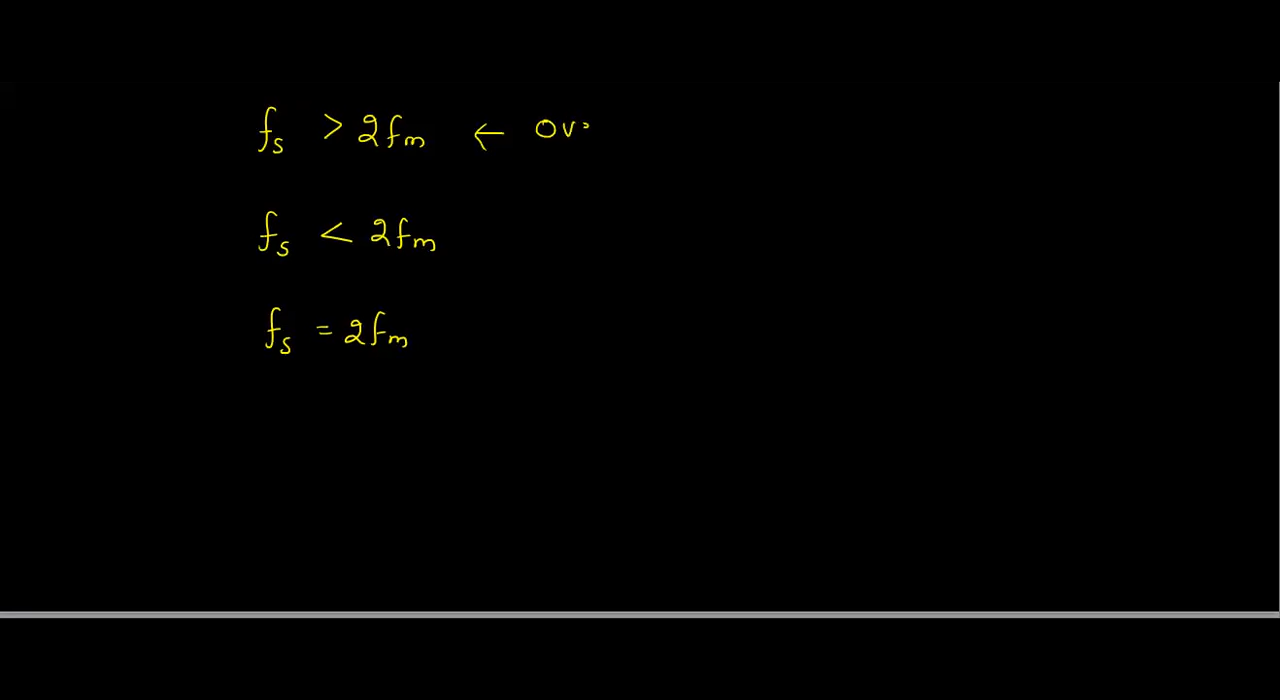 fs > 2fm ← ov
fs < 2fm
fs = 2fm